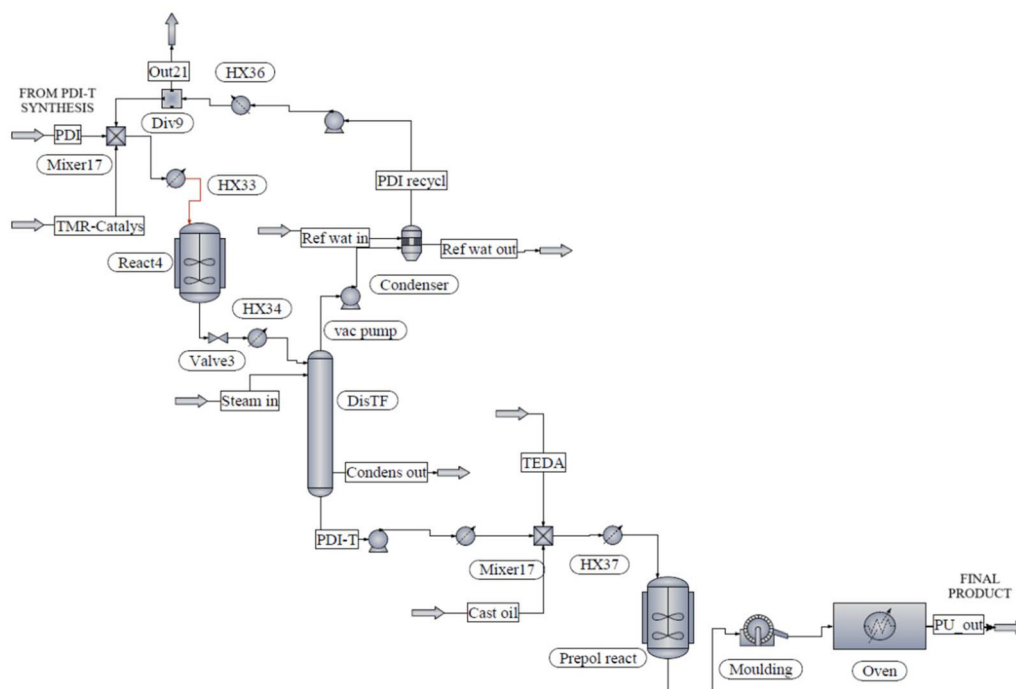 Out21
HX36
FROM PDI-T
SYNTHESIS
Div9
PDI
Mixer17
HX33
PDI recycl
TMR-Catalys
Ref wat in
Ref wat out
React4
Condenser
HX34
vac pump
Valve3
Steam in
DisTF
TEDA
Condens out
PDI-T
HX37
Mixer17
FINAL
PRODUCT
Cast oil
PU_out
Prepol react
Moulding
Oven